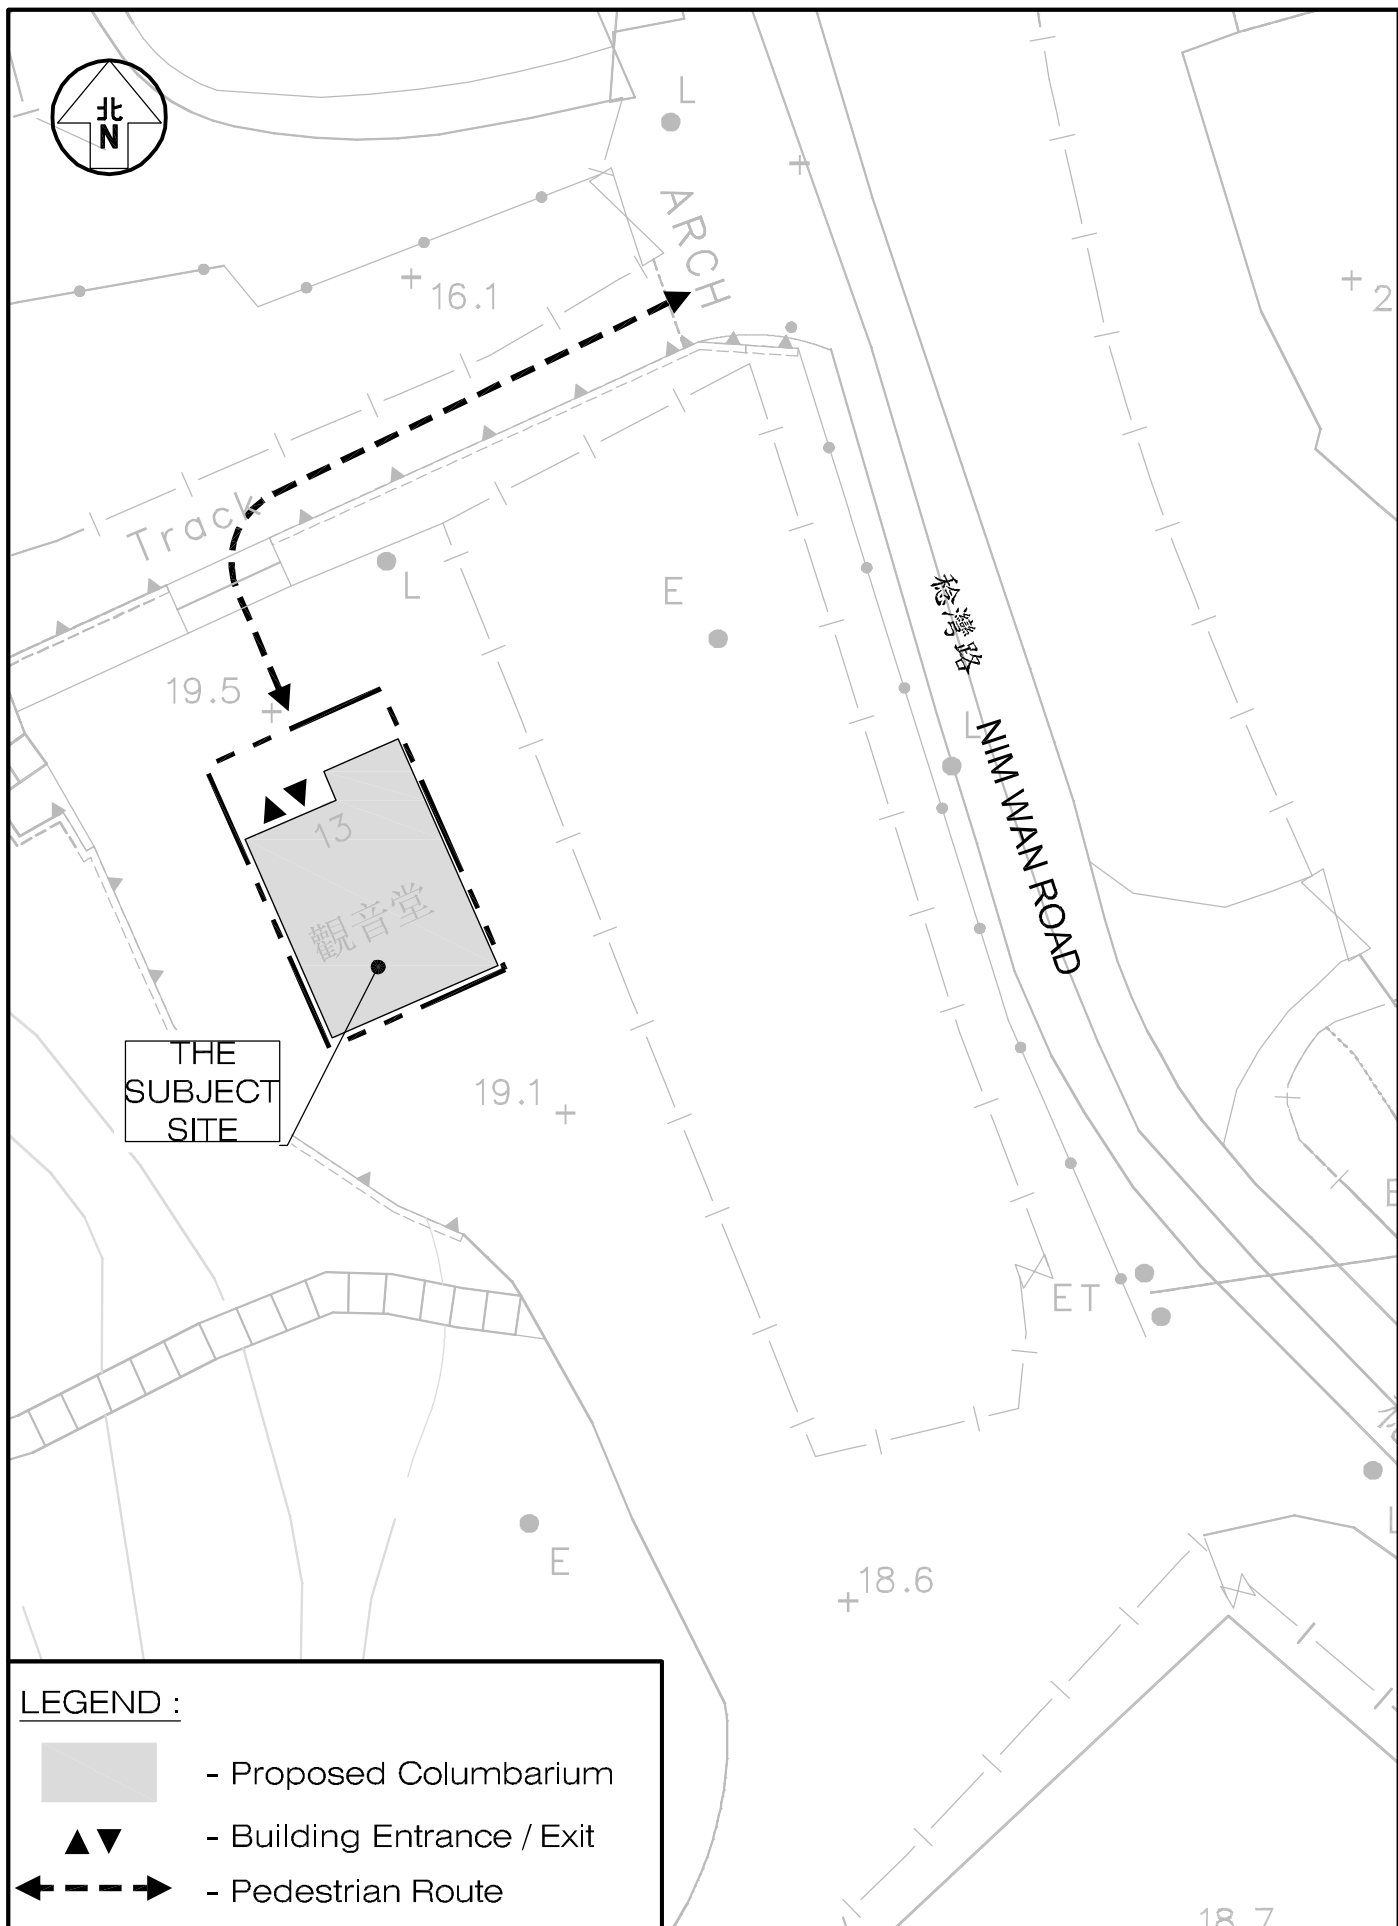 北
N
L
ARCH
16.1
2
Track
L
E
稔灣路
19.5
L
NIM WAN ROAD
13
觀音堂
THE
SUBJECT
SITE
19.1
ET
E
18.6
LEGEND :
- Proposed Columbarium
- Building Entrance / Exit
- Pedestrian Route
18.7